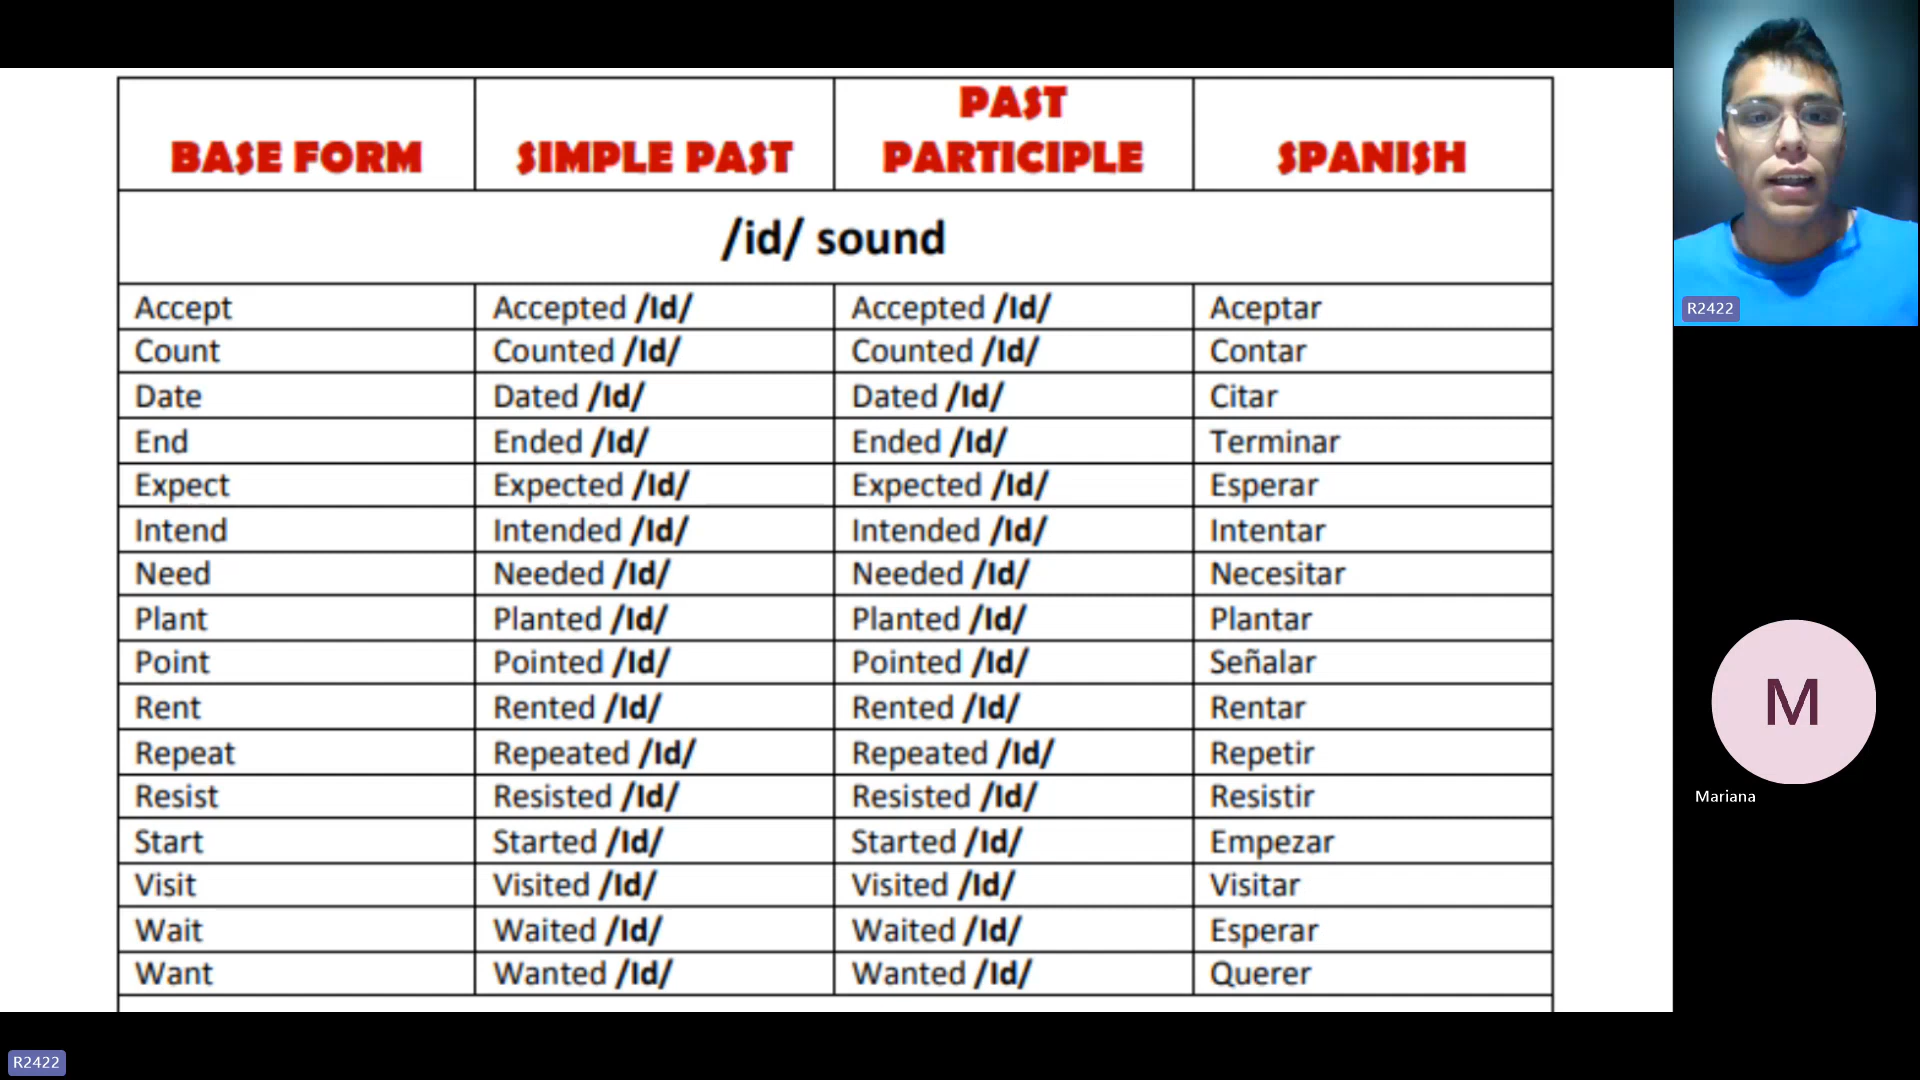 BASE FORM SIMPLE PAST PAST PARTICIPLE SPANISH
/id/ sound
Accept Accepted /Id/ Accepted /Id/ Aceptar
Count Counted /Id/ Counted /Id/ Contar
Date Dated /Id/ Dated /Id/ Citar
End Ended /Id/ Ended /Id/ Terminar
Expect Expected /Id/ Expected /Id/ Esperar
Intend Intended /Id/ Intended /Id/ Intentar
Need Needed /Id/ Needed /Id/ Necesitar
Plant Planted /Id/ Planted /Id/ Plantar
Point Pointed /Id/ Pointed /Id/ Señalar
Rent Rented /Id/ Rented /Id/ Rentar
Repeat Repeated /Id/ Repeated /Id/ Repetir
Resist Resisted /Id/ Resisted /Id/ Resistir
Start Started /Id/ Started /Id/ Empezar
Visit Visited /Id/ Visited /Id/ Visitar
Wait Waited /Id/ Waited /Id/ Esperar
Want Wanted /Id/ Wanted /Id/ Querer
R2422
M
Mariana
R2422